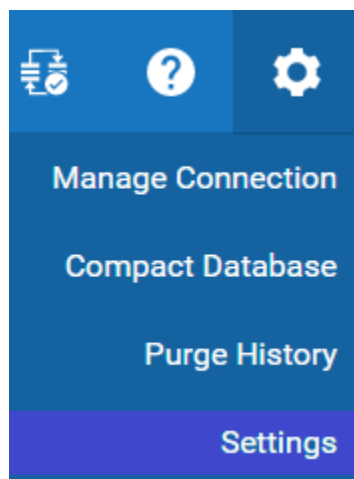 Manage Connection
Compact Database
Purge History
Settings